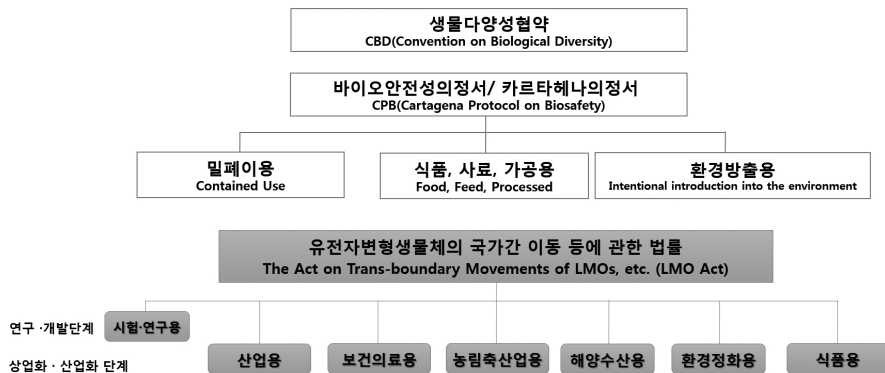 생물다양성협약
CBD(Convention on Biological Diversity)
바이오안전성의정서/ 카르타헤나의정서
CPB(Cartagena Protocol on Biosafety)
밀폐이용
Contained Use
식품, 사료, 가공용
Food, Feed, Processed
환경방출용
Intentional introduction into the environment
유전자변형생물체의 국가간 이동 등에 관한 법률
The Act on Trans-boundary Movements of LMOs, etc. (LMO Act)
연구 ·개발단계
시험·연구용
상업화 · 산업화 단계
산업용
보건의료용
농림축산업용
해양수산용
환경정화용
식품용